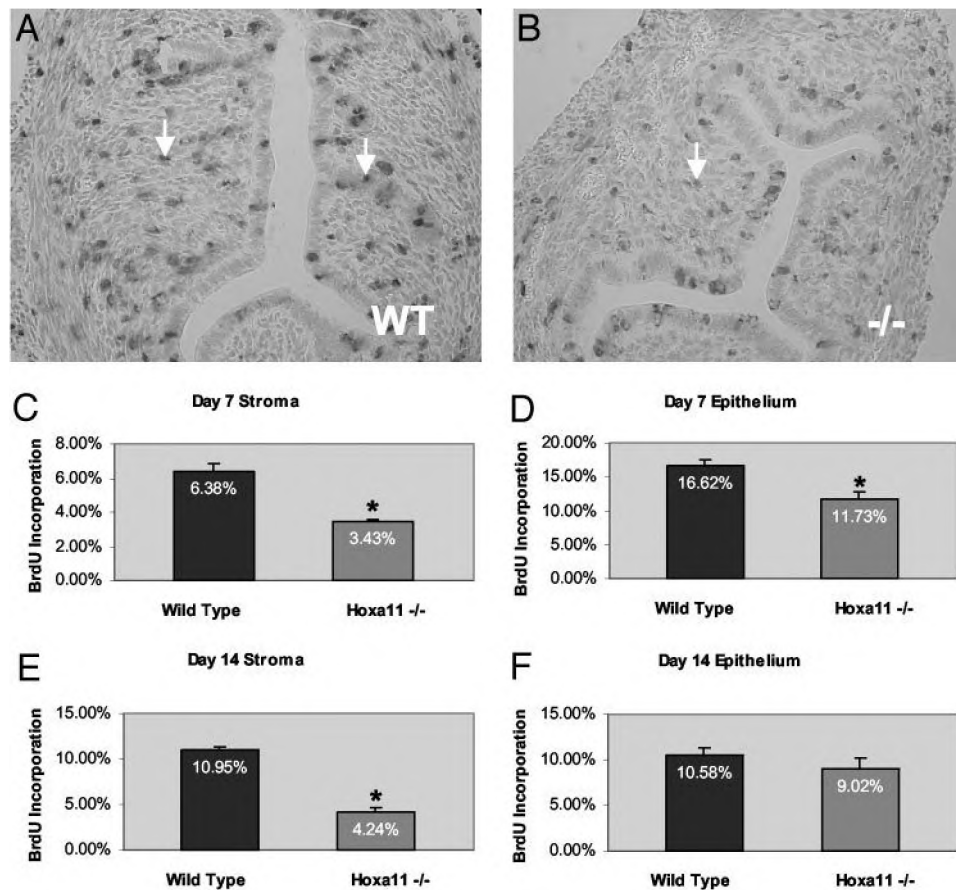 A
WT
B
-/-
C
Day 7 Stroma
BrdU Incorporation
8.00%
6.00%
4.00%
2.00%
0.00%
6.38%
*
3.43%
Wild Type
Hoxa11 -/-
D
Day 7 Epithelium
BrdU Incorporation
20.00%
15.00%
10.00%
5.00%
0.00%
16.62%
*
11.73%
Wild Type
Hoxa11 -/-
E
Day 14 Stroma
BrdU Incorporation
15.00%
10.00%
5.00%
0.00%
10.95%
*
4.24%
Wild Type
Hoxa11 -/-
F
Day 14 Epithelium
BrdU Incorporation
15.00%
10.00%
5.00%
0.00%
10.58%
9.02%
Wild Type
Hoxa11 -/-